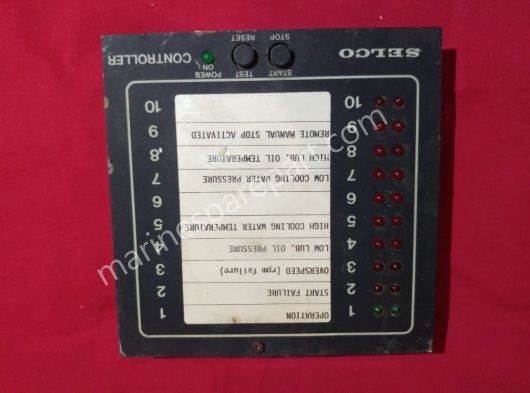 1 OPERATION 1
2 START FAILURE 2
3 OVERSPEED (rpm failure) 3
4 LOW LUB. OIL PRESSURE 4
5 HIGH COOLING WATER TEMPERATURE 5
6 6
7 LOW COOLING WATER PRESSURE 7
8 HIGH LUB. OIL TEMPERATURE 8
9 REMOTE MANUAL STOP ACTIVATED 9
10 10
START TEST POWER
ON
SELCO CONTROLLER
STOP RESET
marinesparepart.com